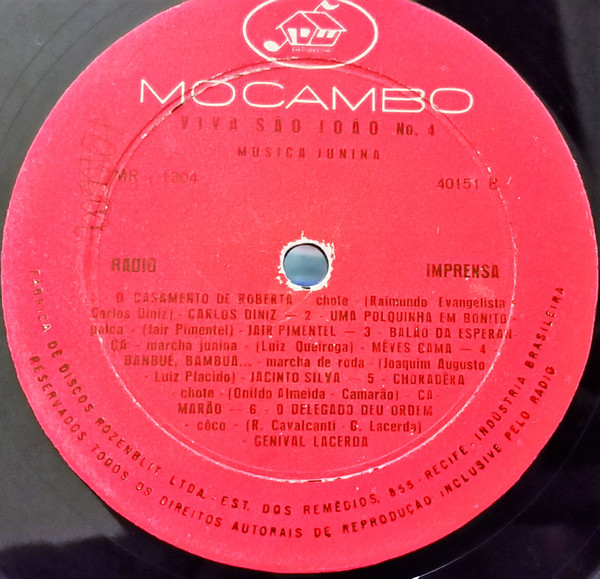 MOCAMBO
VIVA SÃO JOÃO No. 4
MÚSICA JUNINA
MR - 1304
40151 B
RADIO
IMPRENSA
1 - O CASAMENTO DE ROBERTA - chote - (Raimundo Evangelista
Carlos Diniz) - CARLOS DINIZ — 2 - UMA POLQUINHA EM BONITO
polca - (Jair Pimentel) - JAIR PIMENTEL — 3 - BALÃO DA ESPERAN-
ÇA - marcha junina - (Luiz Queiroga) - MÊVES GAMA — 4 -
BANBUÊ, BAMBUA... - marcha de roda - (Joaquim Augusto
- Luiz Placido) - JACINTO SILVA — 5 - CHORADÊRA
- chote - (Onildo Almeida - Camarão) - CA-
MARÃO — 6 - O DELEGADO DEU ORDEM
- côco - (R. Cavalcanti - G. Lacerda)
- GENIVAL LACERDA
FABRICA DE DISCOS ROZENBLIT, LTDA. - EST. DOS REMÉDIOS, 855 - RECIFE - INDÚSTRIA BRASILEIRA
RESERVADOS TODOS OS DIREITOS AUTORAIS DE REPRODUÇÃO INCLUSIVE PELO RADIO